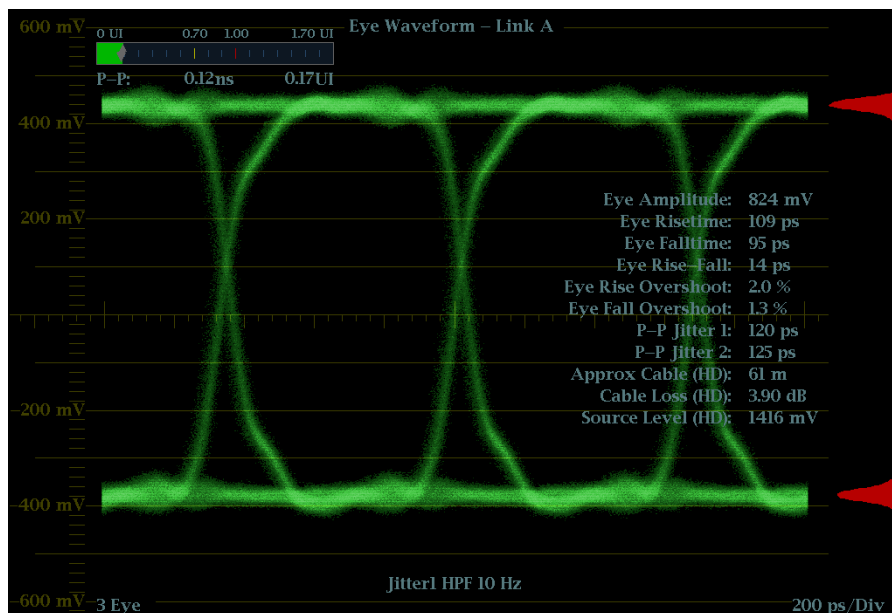 600 mV
Eye Waveform – Link A
0 UI 0.70 1.00 1.70 UI
P–P: 0.12ns 0.17UI
400 mV
200 mV
Eye Amplitude: 824 mV
Eye Risetime: 109 ps
Eye Falltime: 95 ps
Eye Rise–Fall: 14 ps
Eye Rise Overshoot: 2.0 %
Eye Fall Overshoot: 1.3 %
P–P Jitter 1: 120 ps
P–P Jitter 2: 125 ps
Approx Cable (HD): 61 m
Cable Loss (HD): 3.90 dB
Source Level (HD): 1416 mV
–200 mV
–400 mV
Jitter1 HPF 10 Hz
–600 mV
3 Eye
200 ps/Div